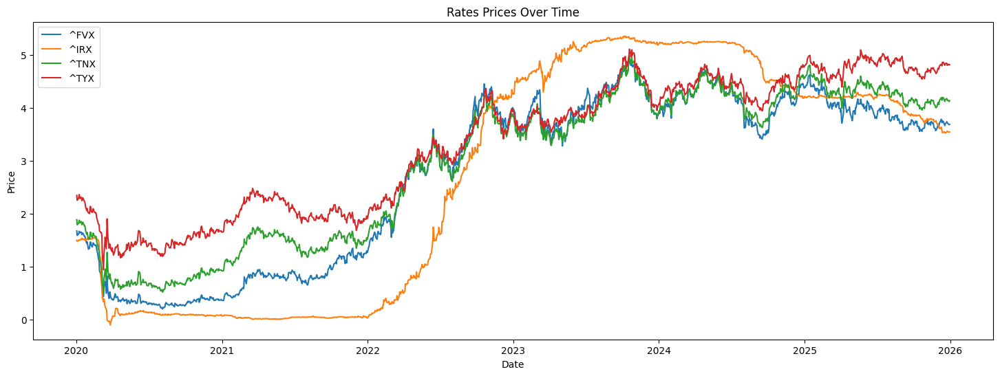 Rates Prices Over Time
^FVX
^IRX
^TNX
^TYX
Price
5
4
3
2
1
0
2020 2021 2022 2023 2024 2025 2026
Date